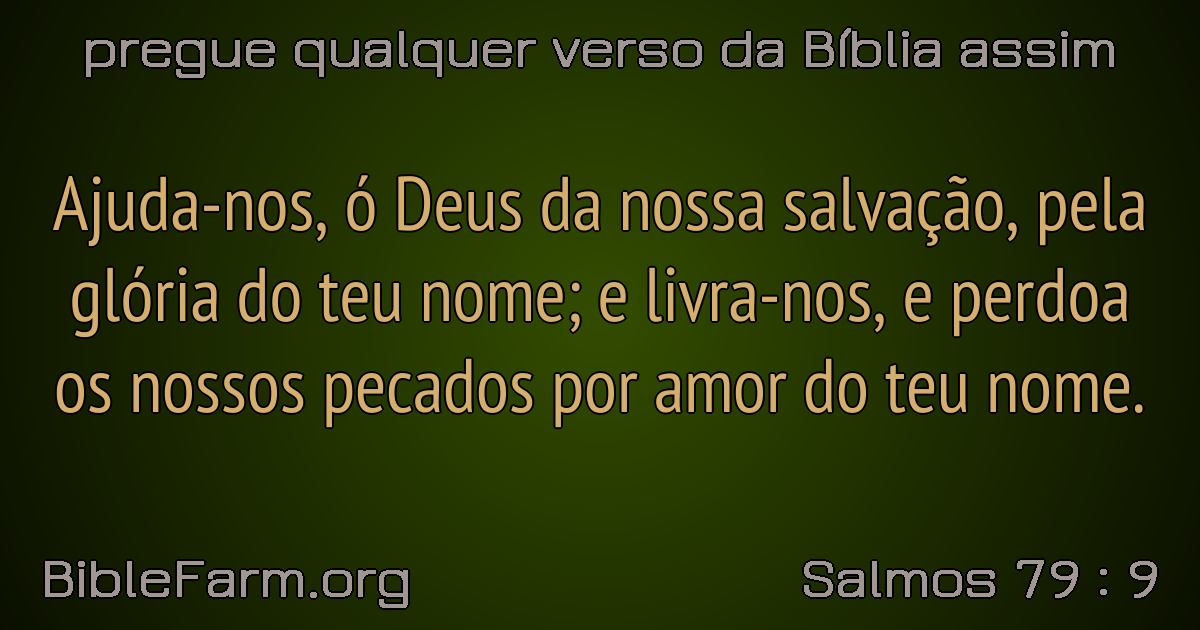 pregue qualquer verso da Bíblia assim
Ajuda-nos, ó Deus da nossa salvação, pela
glória do teu nome; e livra-nos, e perdoa
os nossos pecados por amor do teu nome.
BibleFarm.org
Salmos 79 : 9